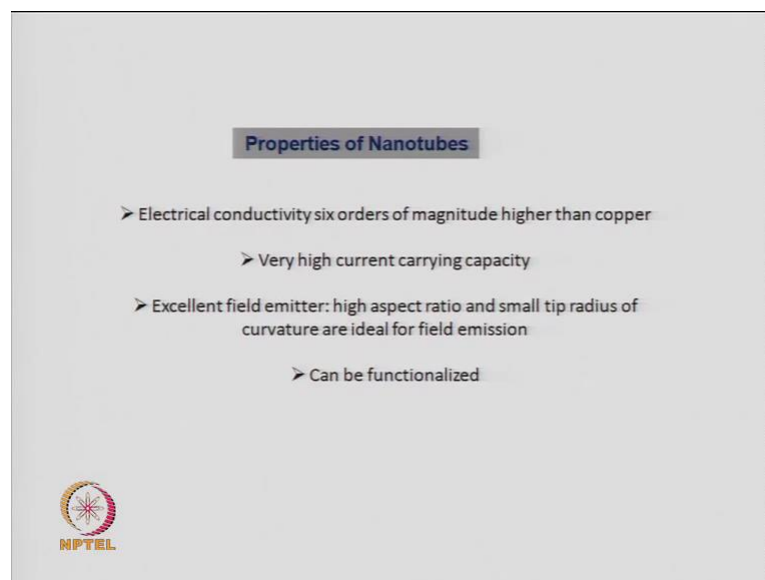 Properties of Nanotubes
➤ Electrical conductivity six orders of magnitude higher than copper
➤ Very high current carrying capacity
➤ Excellent field emitter: high aspect ratio and small tip radius of
curvature are ideal for field emission
➤ Can be functionalized
NPTEL